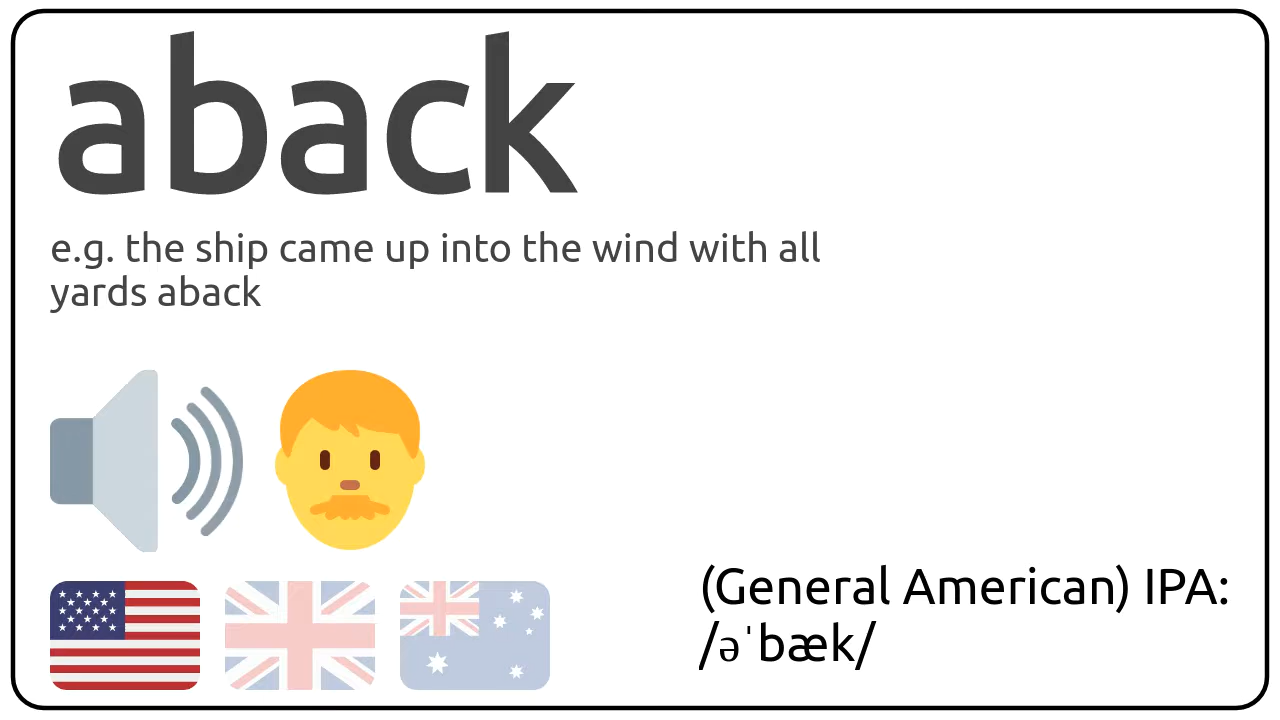 aback
e.g. the ship came up into the wind with all
yards aback
(General American) IPA:
/əˈbæk/